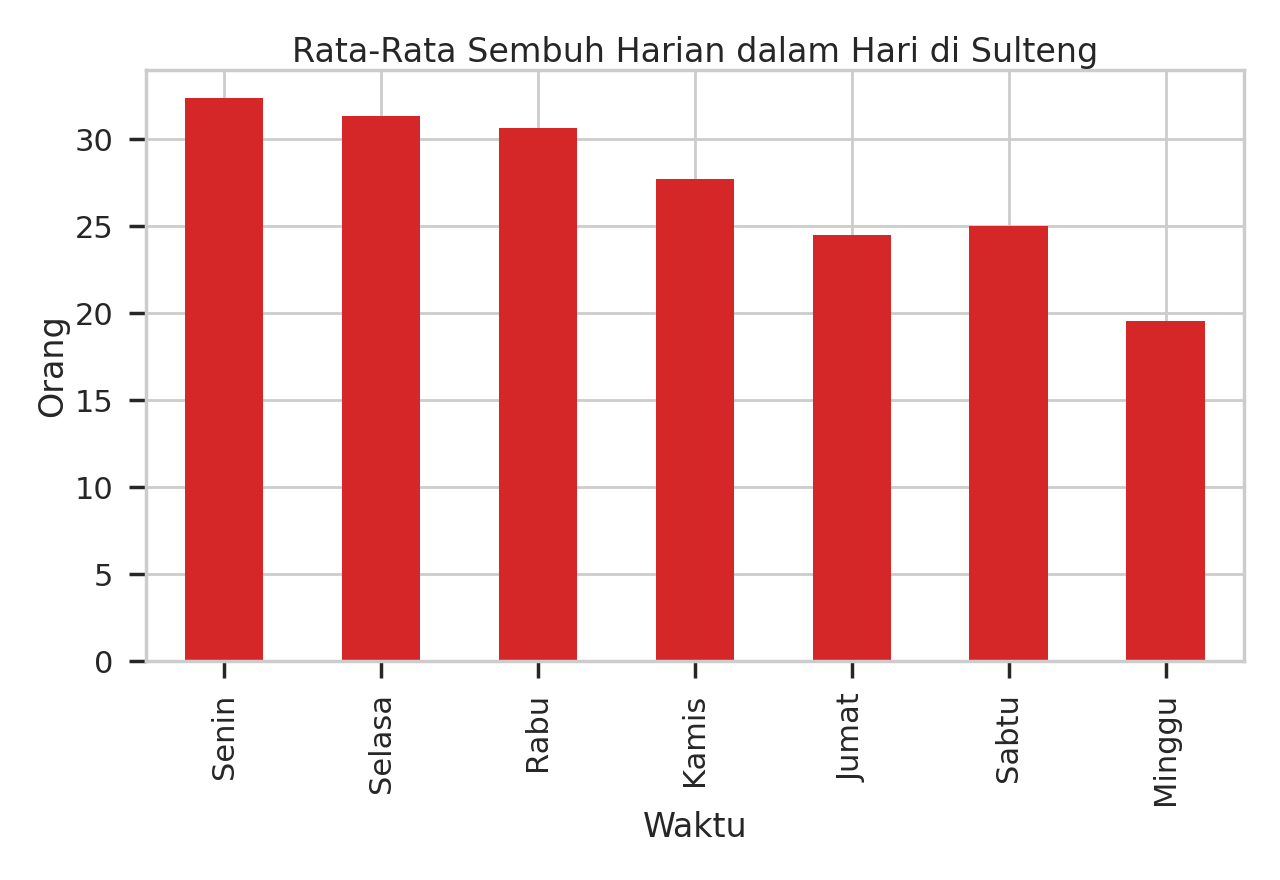 Rata-Rata Sembuh Harian dalam Hari di Sulteng
Orang
30
25
20
15
10
5
0
Senin
Selasa
Rabu
Kamis
Jumat
Sabtu
Minggu
Waktu